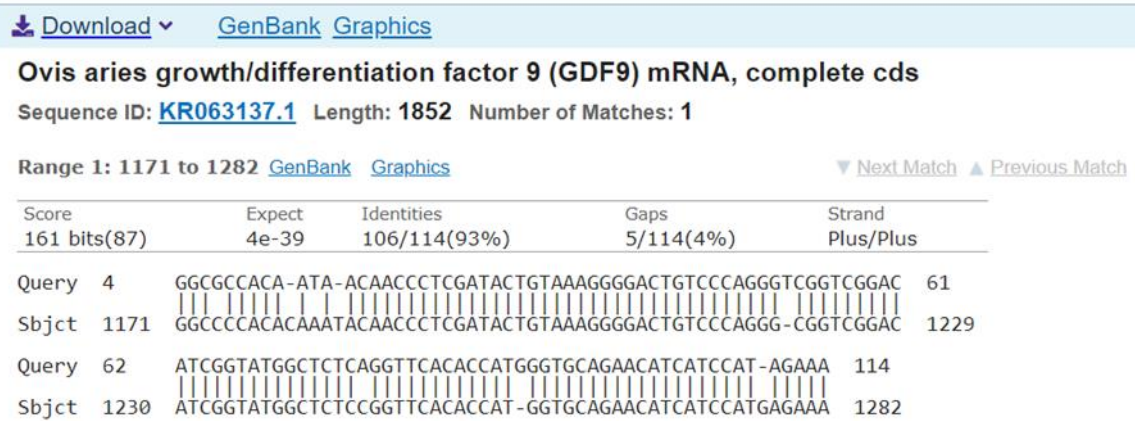 Download GenBank Graphics
Ovis aries growth/differentiation factor 9 (GDF9) mRNA, complete cds
Sequence ID: KR063137.1 Length: 1852 Number of Matches: 1
Range 1: 1171 to 1282 GenBank Graphics ▼ Next Match ▲ Previous Match
Score Expect Identities Gaps Strand
161 bits(87) 4e-39 106/114(93%) 5/114(4%) Plus/Plus
Query 4 GGCGCCACA-ATA-ACAACCCTCGATACTGTAAAGGGGACTGTCCCAGGGTCGGTCGGAC 61
Sbjct 1171 GGCCCCACACAAATACAACCCTCGATACTGTAAAGGGGACTGTCCCAGGG-CGGTCGGAC 1229
Query 62 ATCGGTATGGCTCTCAGGTTCACACCATGGGTGCAGAACATCATCCAT-AGAAA 114
Sbjct 1230 ATCGGTATGGCTCTCCGGTTCACACCAT-GGTGCAGAACATCATCCATGAGAAA 1282